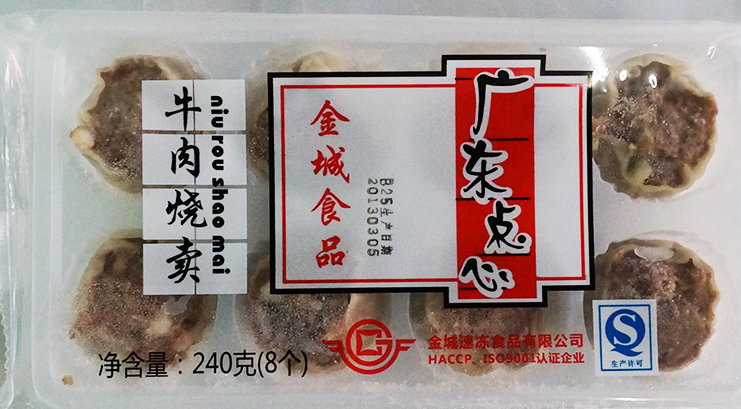 牛肉烧卖
niu rou shao mai
金城食品
B25生产日期
20130305
广东点心
净含量：240克(8个)
金城速冻食品有限公司
HACCP、ISO9001认证企业
QS
生产许可